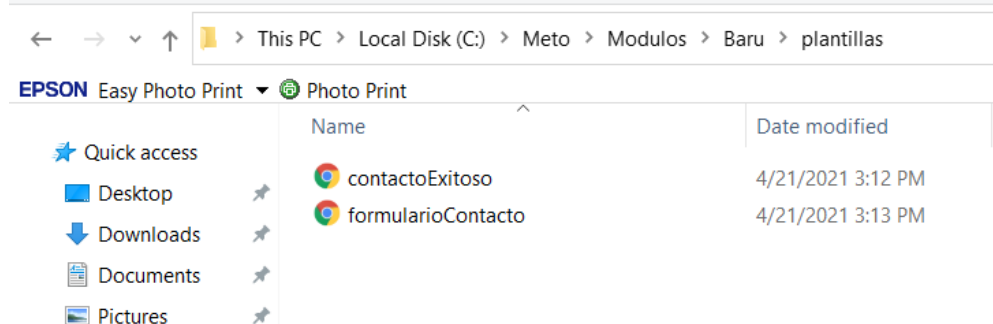 This PC > Local Disk (C:) > Meto > Modulos > Baru > plantillas
EPSON Easy Photo Print Photo Print
Name Date modified
Quick access
Desktop
Downloads
Documents
Pictures
contactoExitoso 4/21/2021 3:12 PM
formularioContacto 4/21/2021 3:13 PM